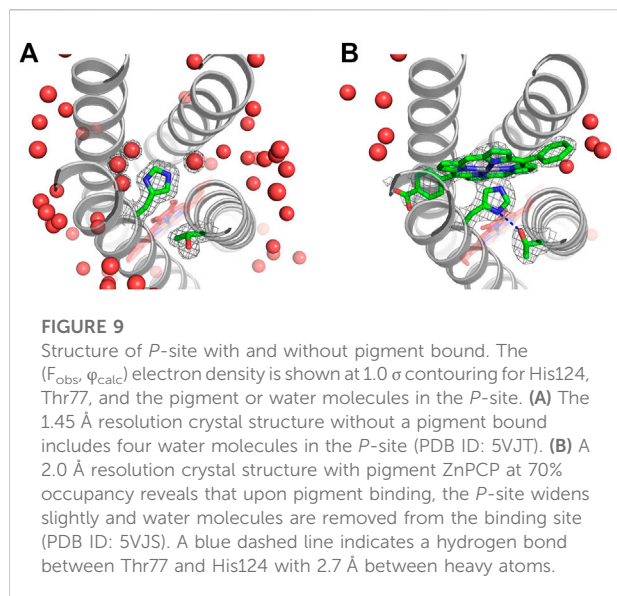 A
B
FIGURE 9
Structure of P-site with and without pigment bound. The
(Fobs, φcalc) electron density is shown at 1.0 σ contouring for His124,
Thr77, and the pigment or water molecules in the P-site. (A) The
1.45 Å resolution crystal structure without a pigment bound
includes four water molecules in the P-site (PDB ID: 5VJT). (B) A
2.0 Å resolution crystal structure with pigment ZnPCP at 70%
occupancy reveals that upon pigment binding, the P-site widens
slightly and water molecules are removed from the binding site
(PDB ID: 5VJS). A blue dashed line indicates a hydrogen bond
between Thr77 and His124 with 2.7 Å between heavy atoms.